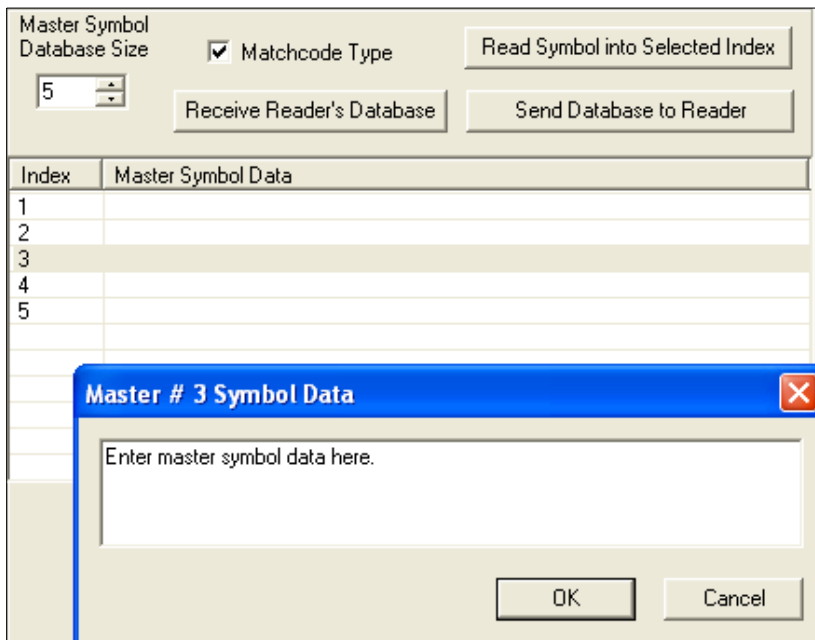 Master Symbol
Database Size
Matchcode Type
Read Symbol into Selected Index
5
Receive Reader's Database
Send Database to Reader
Index Master Symbol Data
1
2
3
4
5
Master # 3 Symbol Data
Enter master symbol data here.
OK Cancel